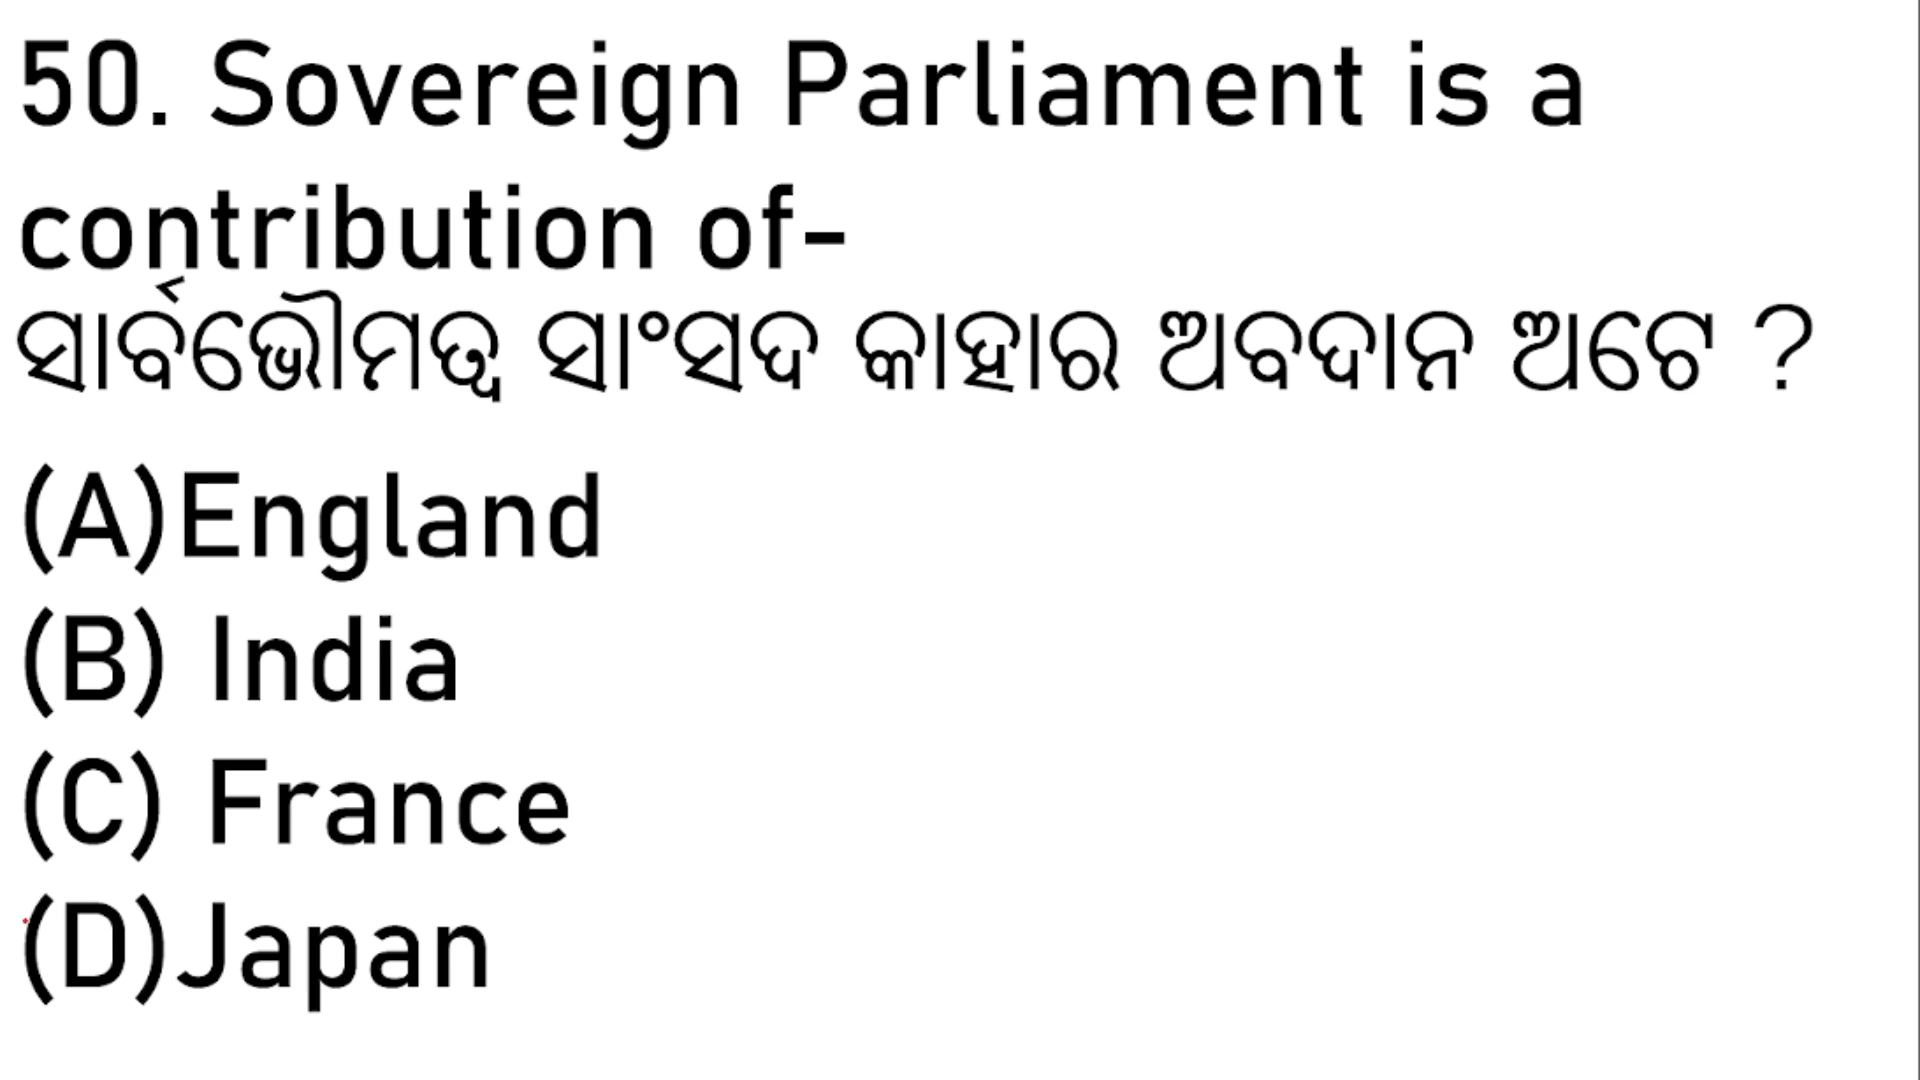 50. Sovereign Parliament is a
contribution of-
ସାର୍ବଭୌମତ୍ୱ ସାଂସଦ କାହାର ଅବଦାନ ଅଟେ ?
(A)England
(B) India
(C) France
(D)Japan